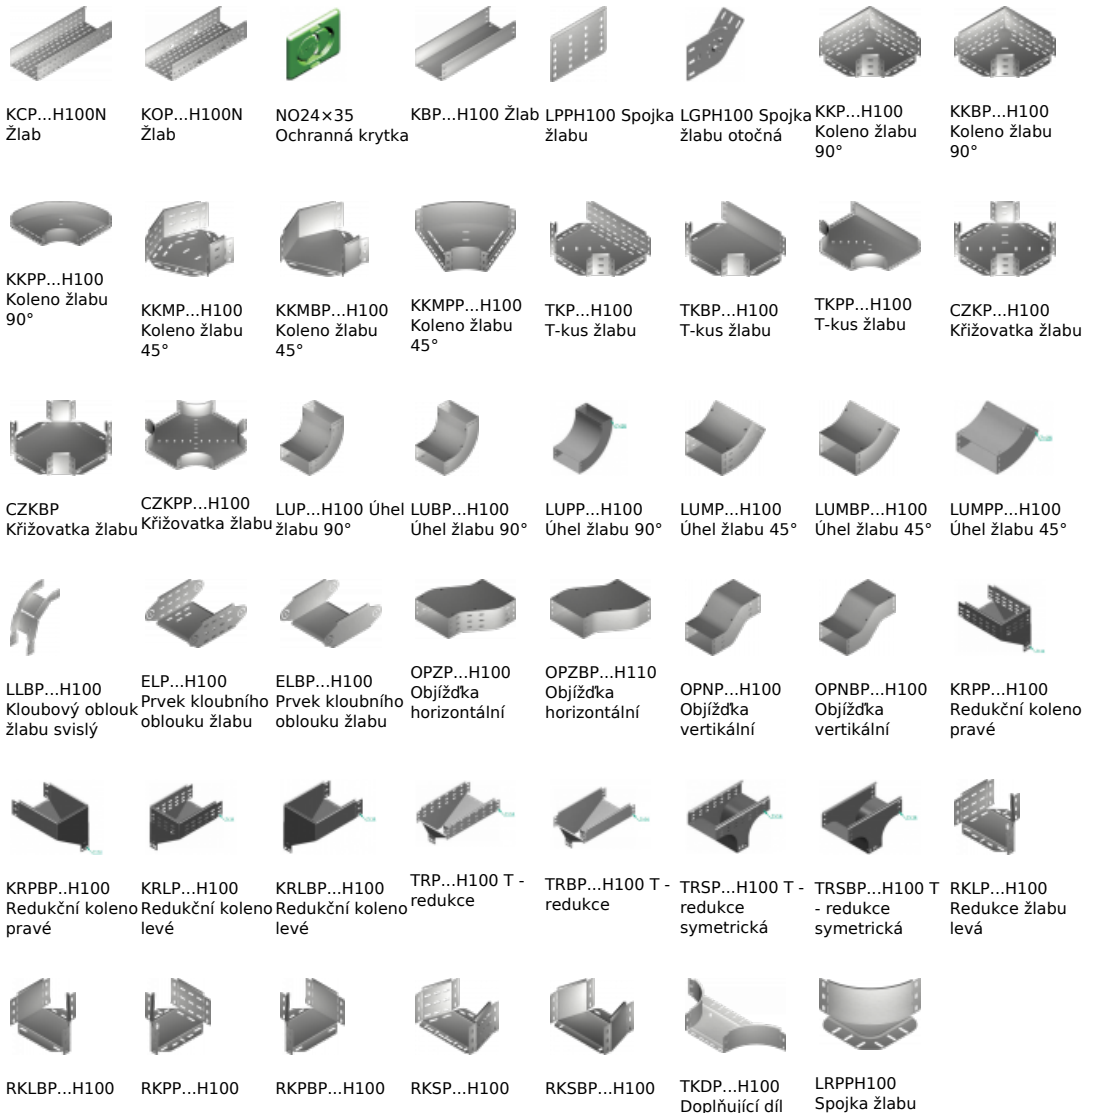 KCP...H100N
Žlab
KOP...H100N
Žlab
NO24×35
Ochranná krytka
KBP...H100 Žlab
LPPH100 Spojka
žlabu
LGPH100 Spojka
žlabu otočná
KKP...H100
Koleno žlabu
90°
KKBP...H100
Koleno žlabu
90°
KKPP...H100
Koleno žlabu
90°
KKMP...H100
Koleno žlabu
45°
KKMBP...H100
Koleno žlabu
45°
KKMPP...H100
Koleno žlabu
45°
TKP...H100
T-kus žlabu
TKBP...H100
T-kus žlabu
TKPP...H100
T-kus žlabu
CZKP...H100
Křižovatka žlabu
CZKBP
Křižovatka žlabu
CZKPP...H100
Křižovatka žlabu
LUP...H100 Úhel
žlabu 90°
LUBP...H100
Úhel žlabu 90°
LUPP...H100
Úhel žlabu 90°
LUMP...H100
Úhel žlabu 45°
LUMBP...H100
Úhel žlabu 45°
LUMPP...H100
Úhel žlabu 45°
LLBP...H100
Kloubový oblouk
žlabu svislý
ELP...H100
Prvek kloubního
oblouku žlabu
ELBP...H100
Prvek kloubního
oblouku žlabu
OPZP...H100
Objížďka
horizontální
OPZBP...H110
Objížďka
horizontální
OPNP...H100
Objížďka
vertikální
OPNBP...H100
Objížďka
vertikální
KRPP...H100
Redukční koleno
pravé
KRPBP..H100
Redukční koleno
pravé
KRLP...H100
Redukční koleno
levé
KRLBP...H100
Redukční koleno
levé
TRP...H100 T -
redukce
TRBP...H100 T -
redukce
TRSP...H100 T -
redukce
symetrická
TRSBP...H100 T
- redukce
symetrická
RKLP...H100
Redukce žlabu
levá
RKLBP...H100
RKPP...H100
RKPBP...H100
RKSP...H100
RKSBP...H100
TKDP...H100
Doplňující díl
LRPPH100
Spojka žlabu